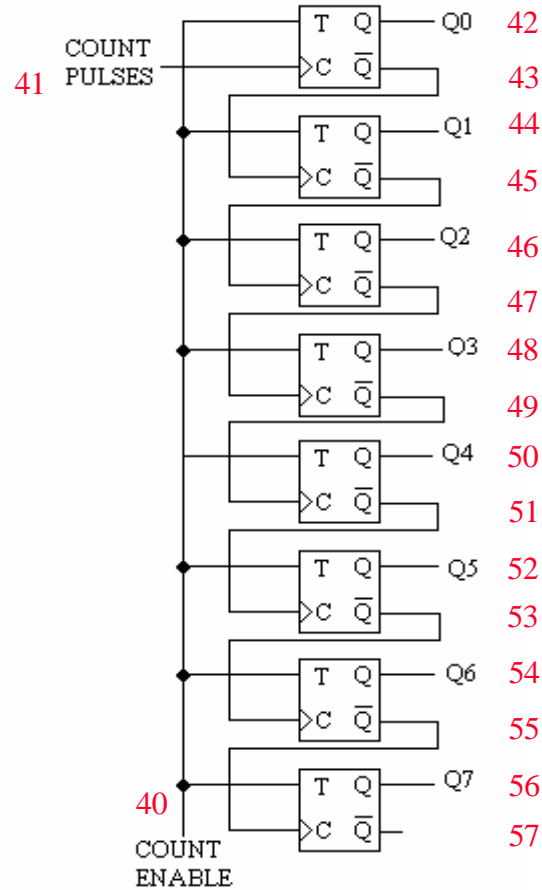 T Q Q0 42
COUNT
PULSES
41
C Q̅ 43
T Q Q1 44
C Q̅ 45
T Q Q2 46
C Q̅ 47
T Q Q3 48
C Q̅ 49
T Q Q4 50
C Q̅ 51
T Q Q5 52
C Q̅ 53
T Q Q6 54
C Q̅ 55
T Q Q7 56
40
C Q̅ 57
COUNT
ENABLE